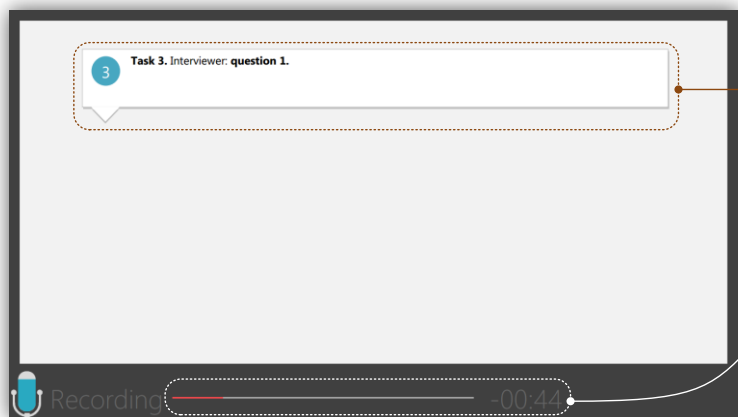 3
Task 3. Interviewer: question 1.
Recording -00:44